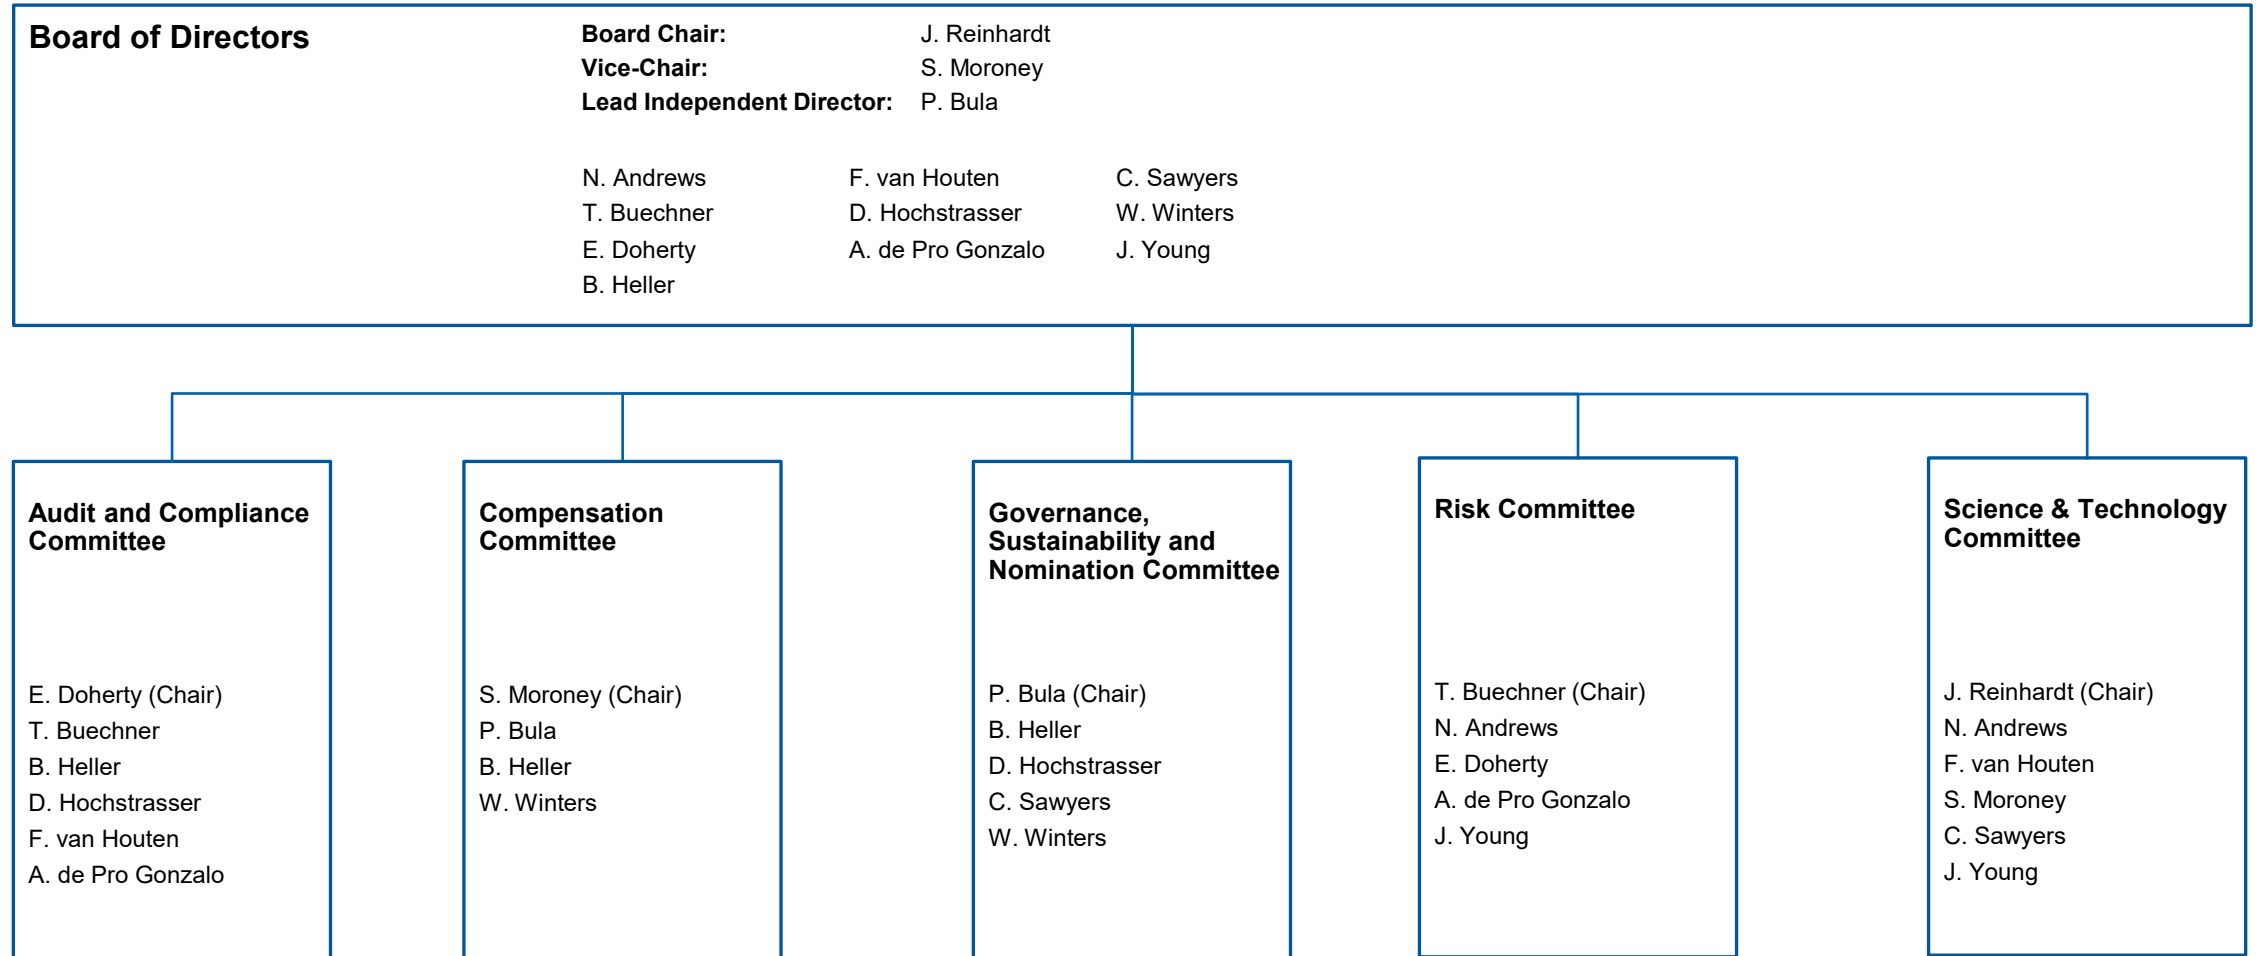 Board of Directors
Board Chair: J. Reinhardt
Vice-Chair: S. Moroney
Lead Independent Director: P. Bula
N. Andrews F. van Houten C. Sawyers
T. Buechner D. Hochstrasser W. Winters
E. Doherty A. de Pro Gonzalo J. Young
B. Heller
Audit and Compliance
Committee
E. Doherty (Chair)
T. Buechner
B. Heller
D. Hochstrasser
F. van Houten
A. de Pro Gonzalo
Compensation
Committee
S. Moroney (Chair)
P. Bula
B. Heller
W. Winters
Governance,
Sustainability and
Nomination Committee
P. Bula (Chair)
B. Heller
D. Hochstrasser
C. Sawyers
W. Winters
Risk Committee
T. Buechner (Chair)
N. Andrews
E. Doherty
A. de Pro Gonzalo
J. Young
Science & Technology
Committee
J. Reinhardt (Chair)
N. Andrews
F. van Houten
S. Moroney
C. Sawyers
J. Young